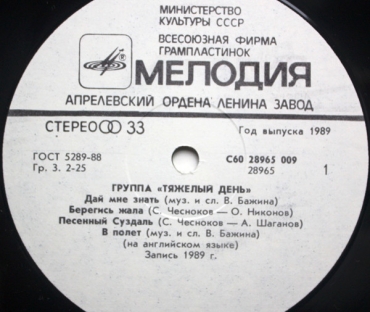 МИНИСТЕРСТВО
КУЛЬТУРЫ СССР
ВСЕСОЮЗНАЯ ФИРМА
ГРАМПЛАСТИНОК
МЕЛОДИЯ
АПРЕЛЕВСКИЙ ОРДЕНА ЛЕНИНА ЗАВОД
СТЕРЕО 33
Год выпуска 1989
ГОСТ 5289-88
С60 28965 009
Гр. 3. 2-25
28965
1
ГРУППА «ТЯЖЕЛЫЙ ДЕНЬ»
Дай мне знать (муз. и сл. В. Бажина)
Берегись жала (С. Чесноков — О. Никонов)
Песенный Суздаль (С. Чесноков — А. Шаганов)
В полет (муз. и сл. В. Бажина)
(на английском языке)
Запись 1989 г.